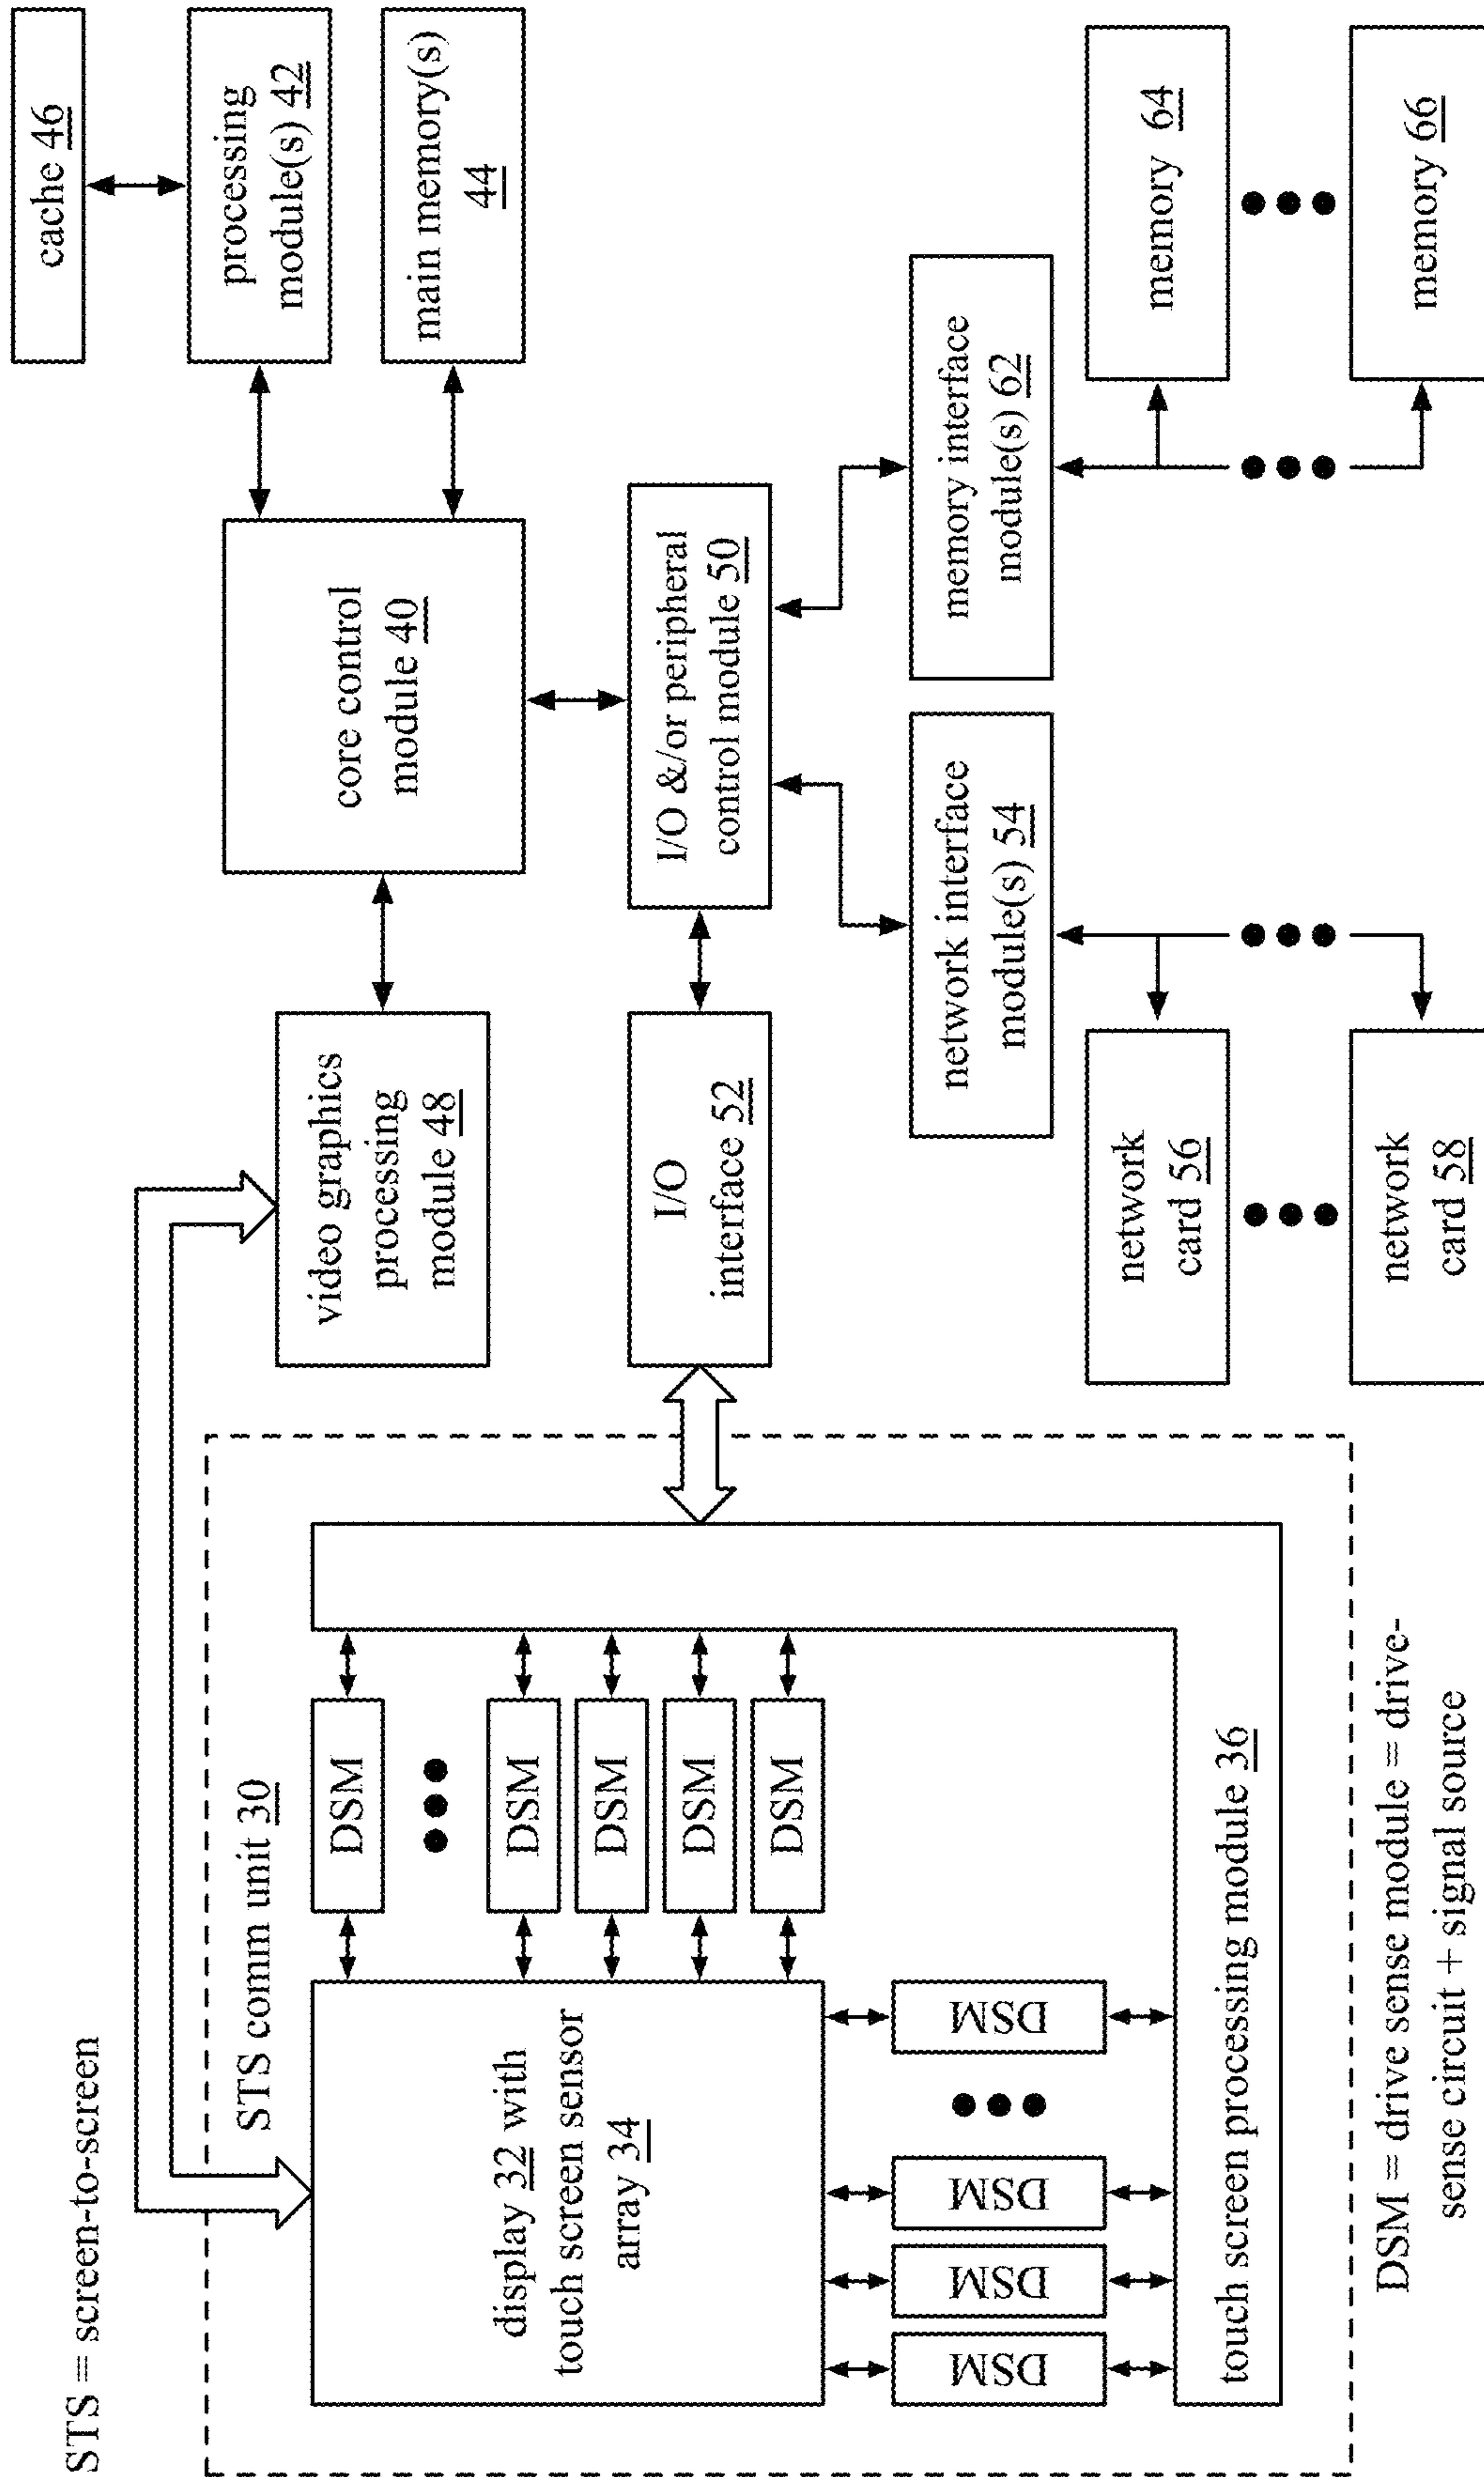 STS = screen-to-screen
STS comm unit 30
display 32 with
touch screen sensor
array 34
DSM
DSM
DSM
DSM
DSM
DSM
DSM
DSM
DSM
touch screen processing module 36
DSM = drive sense module = drive-
sense circuit + signal source
video graphics
processing
module 48
I/O
interface 52
core control
module 40
I/O &/or peripheral
control module 50
cache 46
processing
module(s) 42
main memory(s)
44
network interface
module(s) 54
memory interface
module(s) 62
network
card 56
network
card 58
memory 64
memory 66